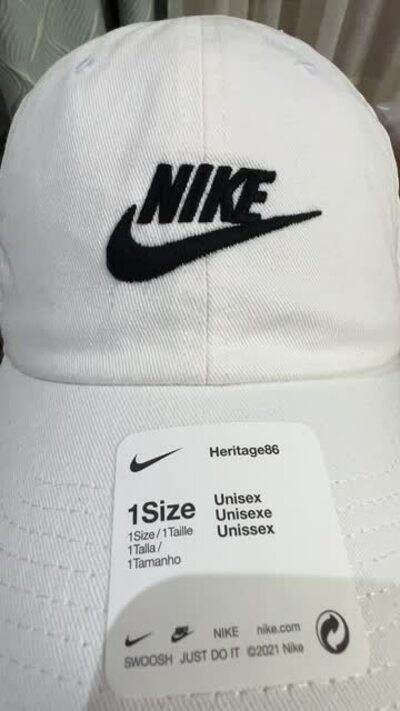 NIKE
Heritage86
1Size
1Size/1Taille
1Talla/
1Tamanho
Unisex
Unisexe
Unissex
NIKE nike.com
SWOOSH JUST DO IT ©2021 Nike